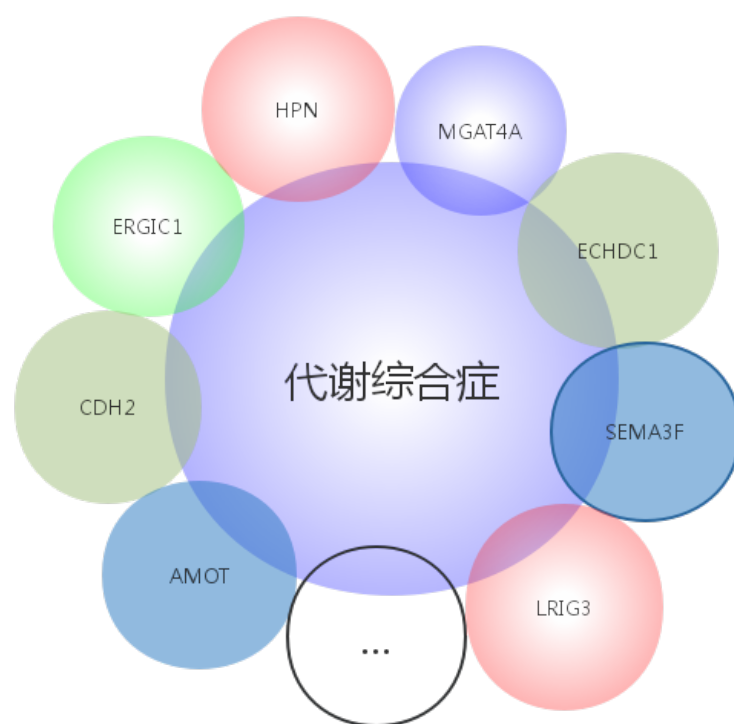 HPN
MGAT4A
ERGIC1
ECHDC1
代谢综合症
CDH2
SEMA3F
AMOT
LRIG3
...